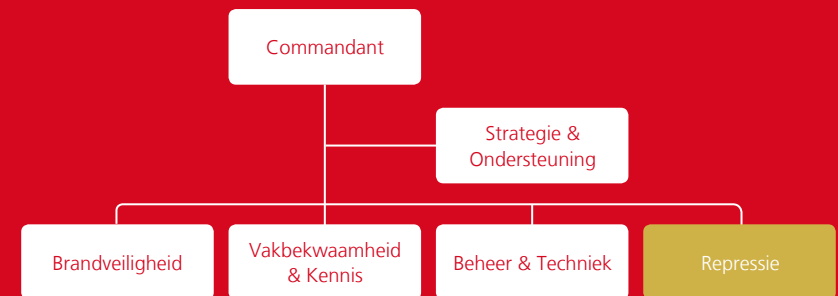 Commandant
Strategie &
Ondersteuning
Brandveiligheid
Vakbekwaamheid
& Kennis
Beheer & Techniek
Repressie